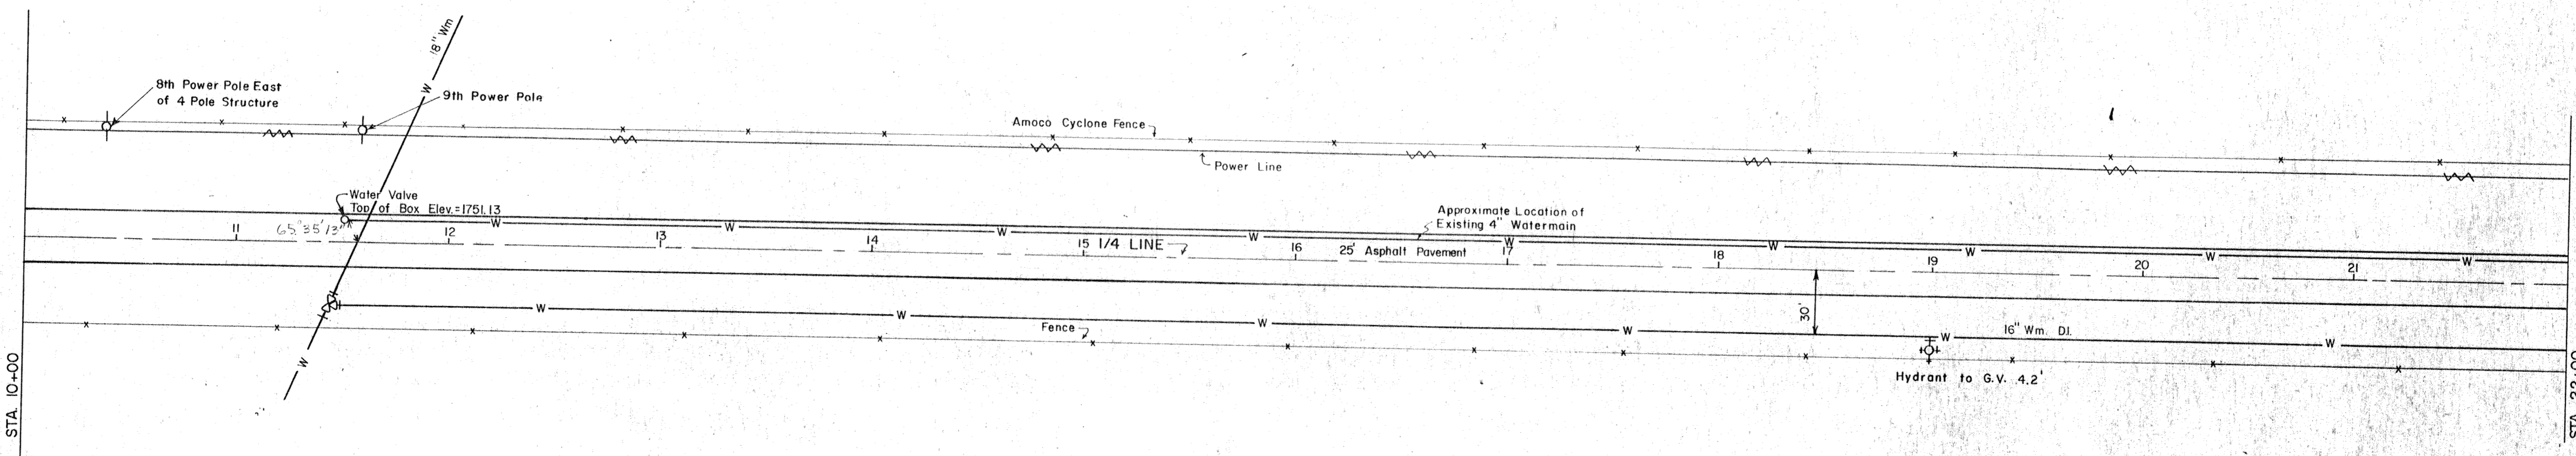 18" Wm
W
8th Power Pole East
of 4 Pole Structure
9th Power Pole
Amoco Cyclone Fence
Power Line
Water Valve
Top of Box Elev.=1751.13
65°35'13"
Approximate Location of
Existing 4" Watermain
W W W W W W W W W
11 12 13 14 15 1/4 LINE 16 25' Asphalt Pavement 17 18 19 20 21
W W W W W W
Fence
30'
16" Wm. D.I.
Hydrant to G.V. 4.2'
W
STA. 10+00
STA. 22+00